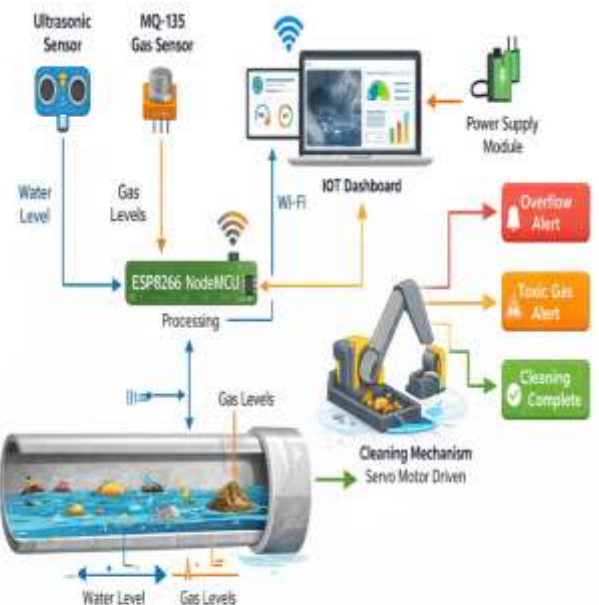 Ultrasonic
Sensor
MQ-135
Gas Sensor
Power Supply
Module
IOT Dashboard
Water
Level
Gas
Levels
Wi-Fi
Overflow
Alert
ESP8266 NodeMCU
Processing
Toxic Gas
Alert
Gas Levels
Cleaning
Complete
Cleaning Mechanism
Servo Motor Driven
Water Level
Gas Levels